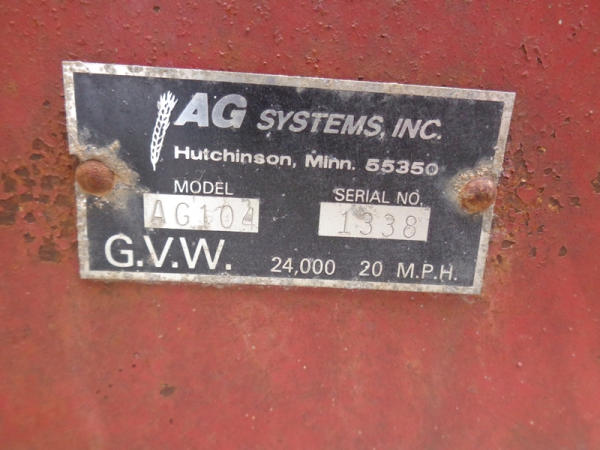 AG SYSTEMS, INC.
Hutchinson, Minn. 55350
MODEL SERIAL NO.
AG104 1338
G.V.W. 24,000 20 M.P.H.